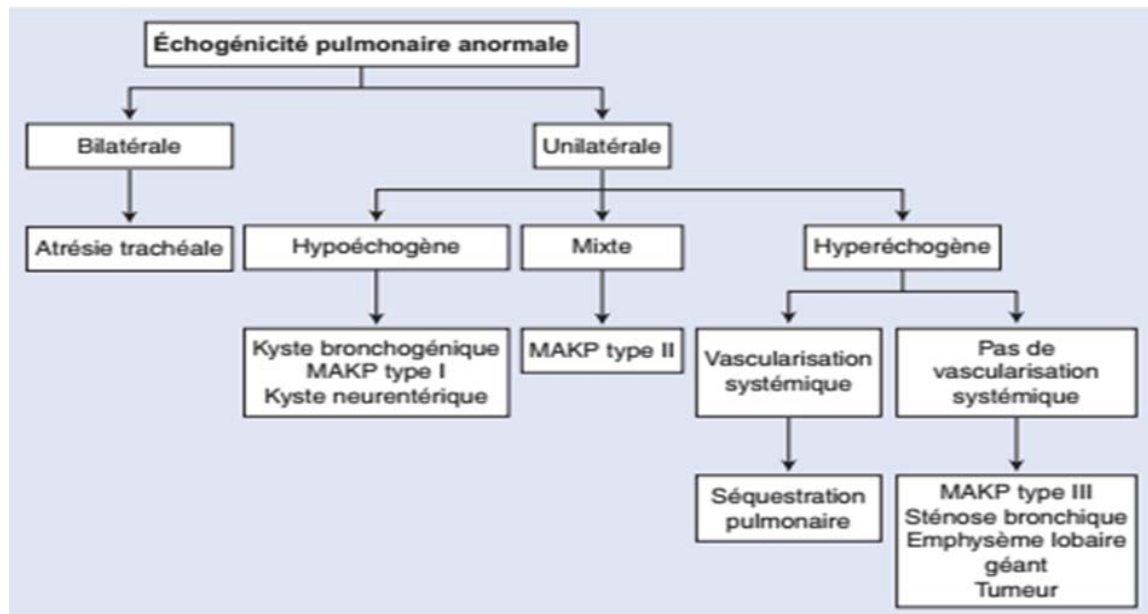 Échogénicité pulmonaire anormale
Bilatérale
Unilatérale
Atrésie trachéale
Hypoéchogène
Mixte
Hyperéchogène
Kyste bronchogénique
MAKP type I
Kyste neurentérique
MAKP type II
Vascularisation
systémique
Pas de
vascularisation
systémique
Séquestration
pulmonaire
MAKP type III
Sténose bronchique
Emphysème lobaire
géant
Tumeur